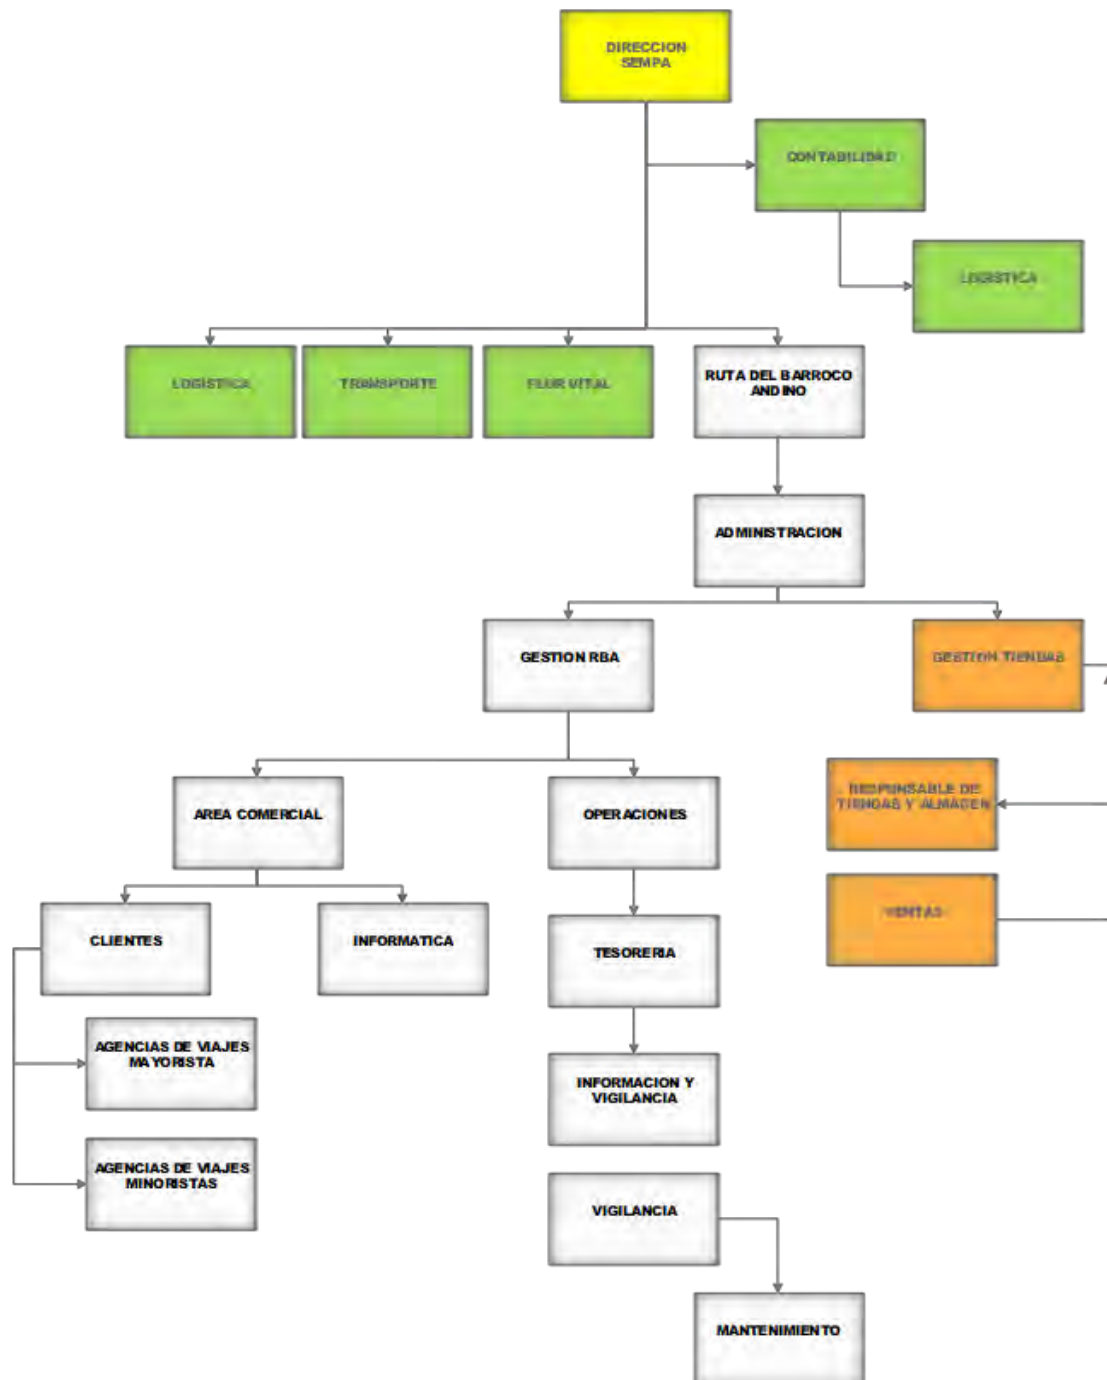 DIRECCION
SEMPA
CONTABILIDAD
LOGISTICA
LOGISTICA
TRANSPORTE
FLOR VITAL
RUTA DEL BARROCO
ANDINO
ADMINISTRACION
GESTION RBA
GESTION TIENDAS
AREA COMERCIAL
OPERACIONES
RESPONSABLE DE
TIENDAS Y ALMACEN
CLIENTES
INFORMATICA
TESORERIA
VENTAS
AGENCIAS DE VIAJES
MAYORISTA
INFORMACION Y
VIGILANCIA
AGENCIAS DE VIAJES
MINORISTAS
VIGILANCIA
MANTENIMIENTO